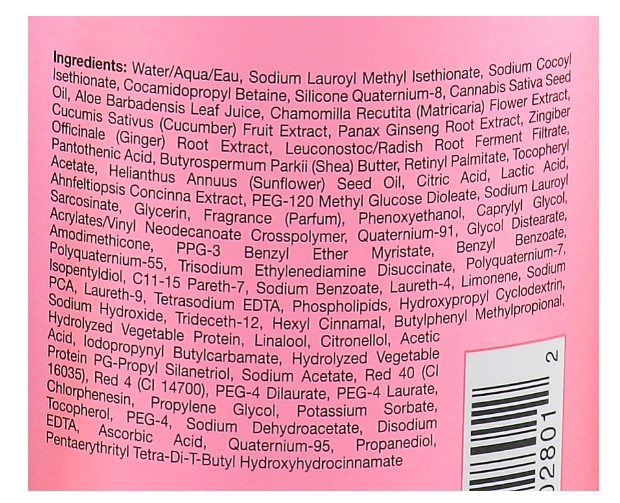 Ingredients: Water/Aqua/Eau, Sodium Lauroyl Methyl Isethionate, Sodium Cocoyl
Isethionate, Cocamidopropyl Betaine, Silicone Quaternium-8, Cannabis Sativa Seed
Oil, Aloe Barbadensis Leaf Juice, Chamomilla Recutita (Matricaria) Flower Extract,
Cucumis Sativus (Cucumber) Fruit Extract, Panax Ginseng Root Extract, Zingiber
Officinale (Ginger) Root Extract, Leuconostoc/Radish Root Ferment Filtrate,
Pantothenic Acid, Butyrospermum Parkii (Shea) Butter, Retinyl Palmitate, Tocopheryl
Acetate, Helianthus Annuus (Sunflower) Seed Oil, Citric Acid, Lactic Acid,
Ahnfeltiopsis Concinna Extract, PEG-120 Methyl Glucose Dioleate, Sodium Lauroyl
Sarcosinate, Glycerin, Fragrance (Parfum), Phenoxyethanol, Caprylyl Glycol,
Acrylates/Vinyl Neodecanoate Crosspolymer, Quaternium-91, Glycol Distearate,
Amodimethicone, PPG-3 Benzyl Ether Myristate, Benzyl Benzoate,
Polyquaternium-55, Trisodium Ethylenediamine Disuccinate, Polyquaternium-7,
Isopentyldiol, C11-15 Pareth-7, Sodium Benzoate, Laureth-4, Limonene, Sodium
PCA, Laureth-9, Tetrasodium EDTA, Phospholipids, Hydroxypropyl Cyclodextrin,
Sodium Hydroxide, Trideceth-12, Hexyl Cinnamal, Butylphenyl Methylpropional,
Hydrolyzed Vegetable Protein, Linalool, Citronellol, Acetic
Acid, Iodopropynyl Butylcarbamate, Hydrolyzed Vegetable
Protein PG-Propyl Silanetriol, Sodium Acetate, Red 40 (CI
16035), Red 4 (CI 14700), PEG-4 Dilaurate, PEG-4 Laurate,
Chlorphenesin, Propylene Glycol, Potassium Sorbate,
Tocopherol, PEG-4, Sodium Dehydroacetate, Disodium
EDTA, Ascorbic Acid, Quaternium-95, Propanediol,
Pentaerythrityl Tetra-Di-T-Butyl Hydroxyhydrocinnamate
02801 2